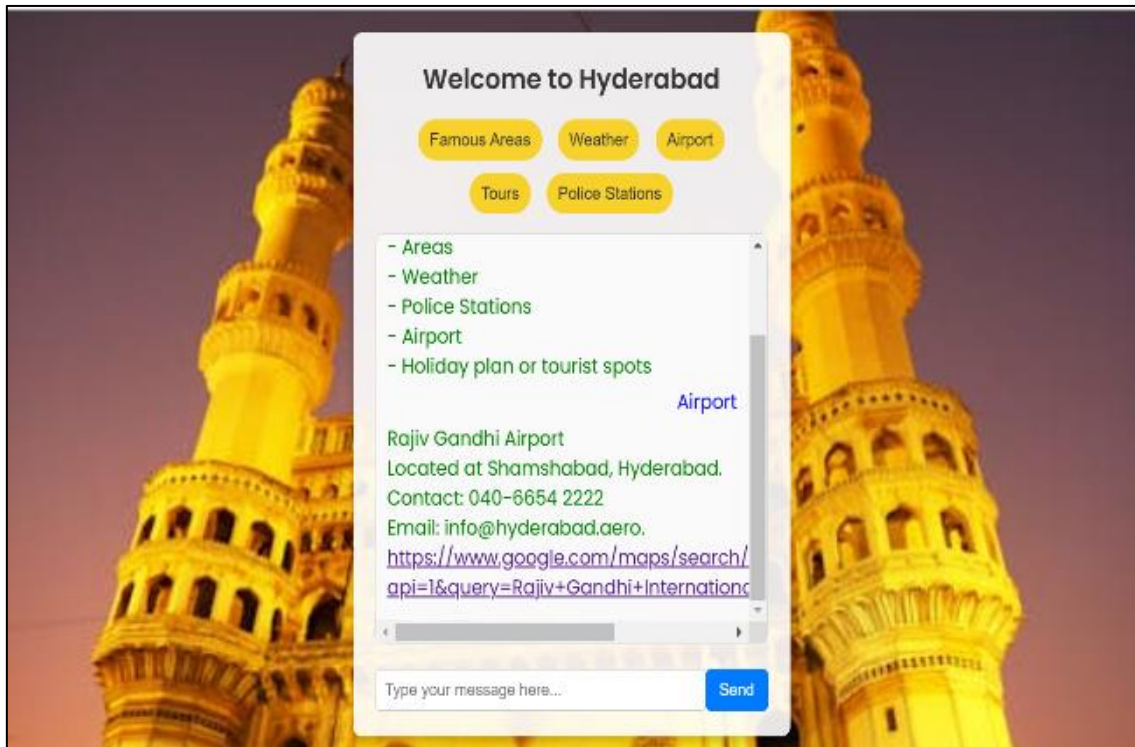 Welcome to Hyderabad
Famous Areas Weather Airport
Tours Police Stations
- Areas
- Weather
- Police Stations
- Airport
- Holiday plan or tourist spots
Airport
Rajiv Gandhi Airport
Located at Shamshabad, Hyderabad.
Contact: 040-6654 2222
Email: info@hyderabad.aero.
https://www.google.com/maps/search/
api=1&query=Rajiv+Gandhi+Internationa
Type your message here... Send